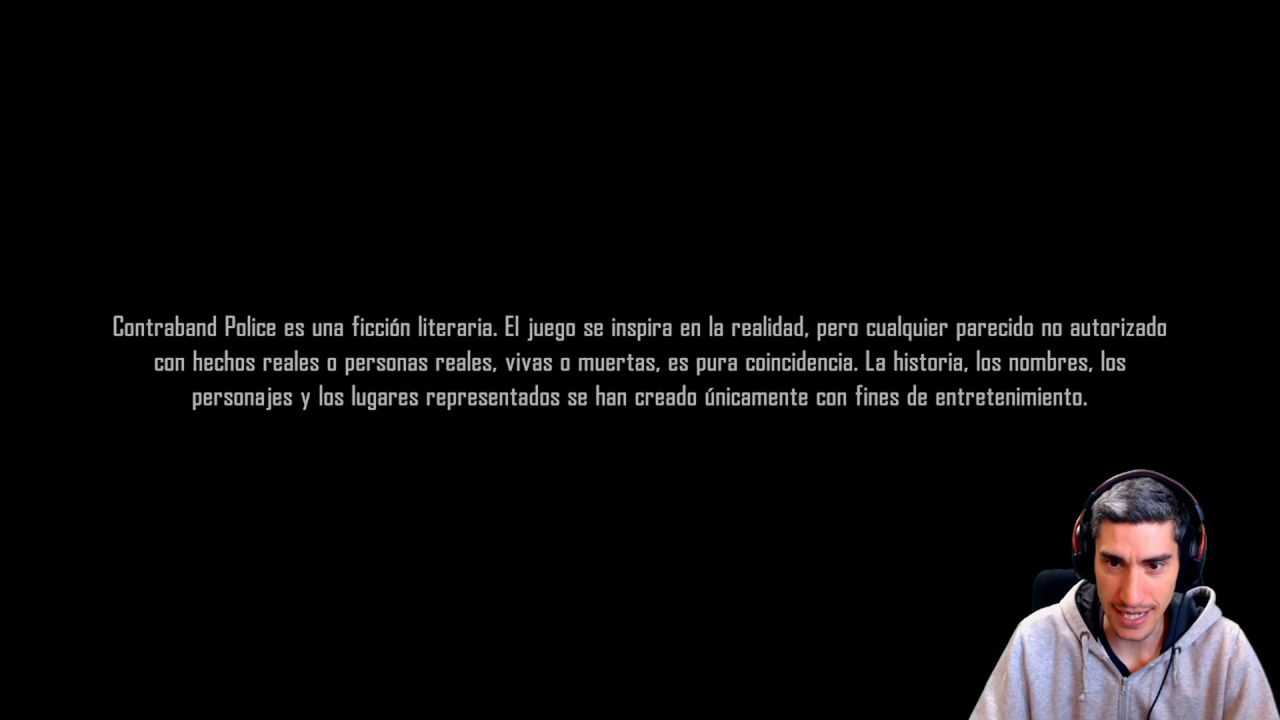 Contraband Police es una ficción literaria. El juego se inspira en la realidad, pero cualquier parecido no autorizado
con hechos reales o personas reales, vivas o muertas, es pura coincidencia. La historia, los nombres, los
personajes y los lugares representados se han creado únicamente con fines de entretenimiento.